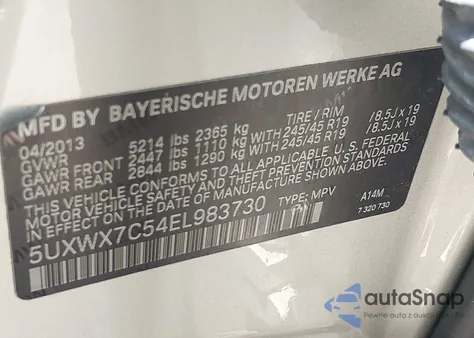 MFD BY BAYERISCHE MOTOREN WERKE AG
04/2013 TIRE / RIM
GVWR 5214 lbs 2365 kg
GAWR FRONT 2447 lbs 1110 kg WITH 245/45 R19 /8.5J x 19
GAWR REAR 2844 lbs 1290 kg WITH 245/45 R19 /8.5J x 19
THIS VEHICLE CONFORMS TO ALL APPLICABLE U.S. FEDERAL
MOTOR VEHICLE SAFETY AND THEFT PREVENTION STANDARDS
IN EFFECT ON THE DATE OF MANUFACTURE SHOWN ABOVE.
5UXWX7C54EL983730 TYPE: MPV A14M
7 320 730
autoSnap
Pewne auta z aukcji